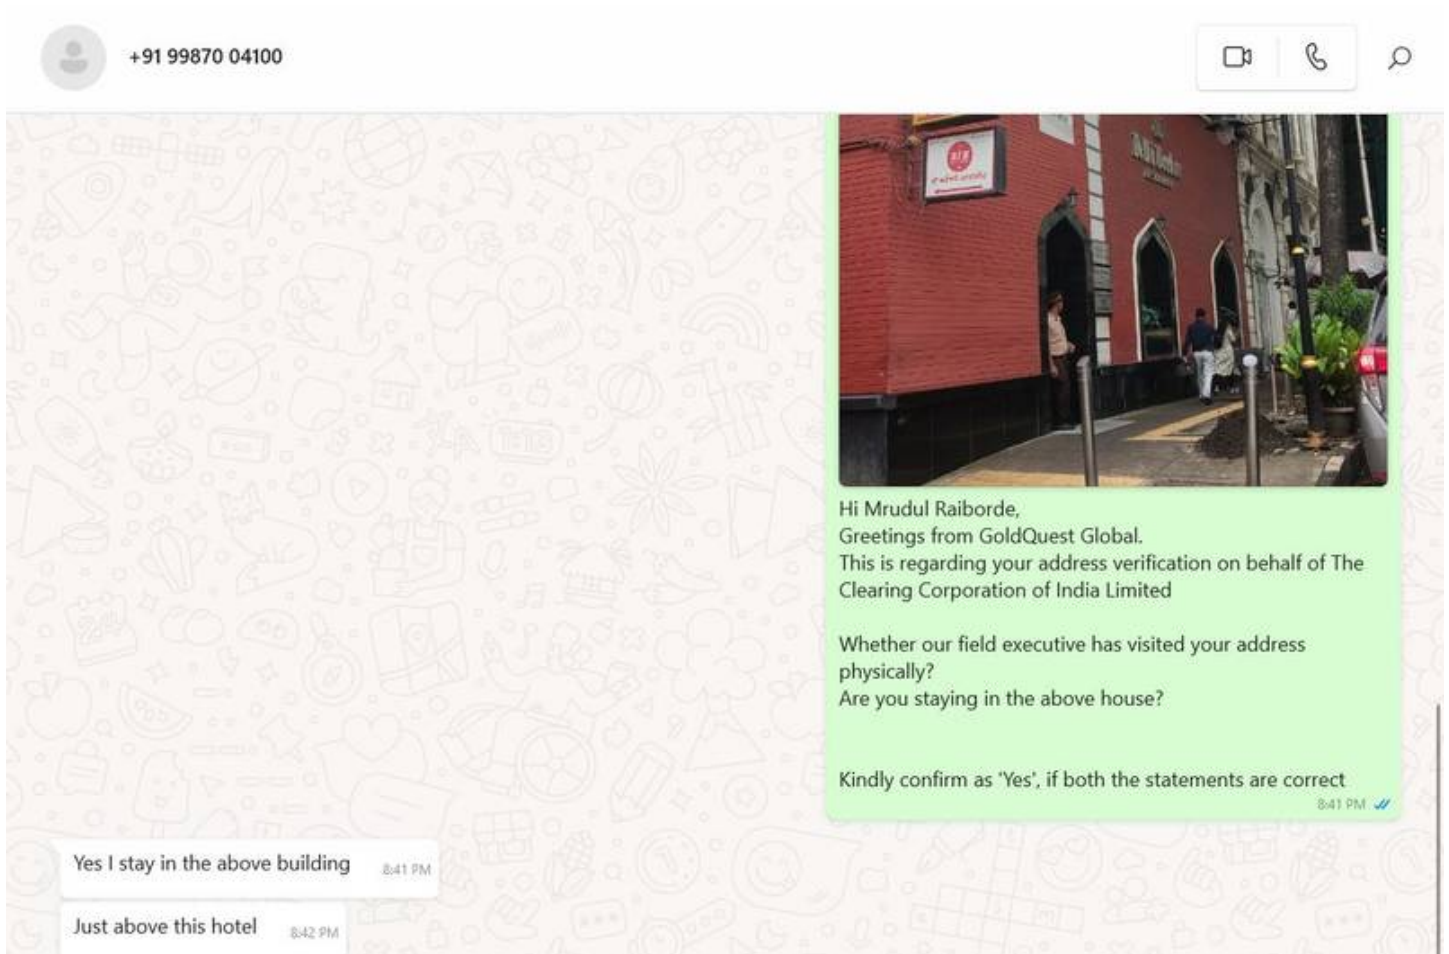 +91 99870 04100
Hi Mrudul Raiborde,
Greetings from GoldQuest Global.
This is regarding your address verification on behalf of The
Clearing Corporation of India Limited
Whether our field executive has visited your address
physically?
Are you staying in the above house?
Kindly confirm as 'Yes', if both the statements are correct
8:41 PM
Yes I stay in the above building 8:41 PM
Just above this hotel 8:42 PM